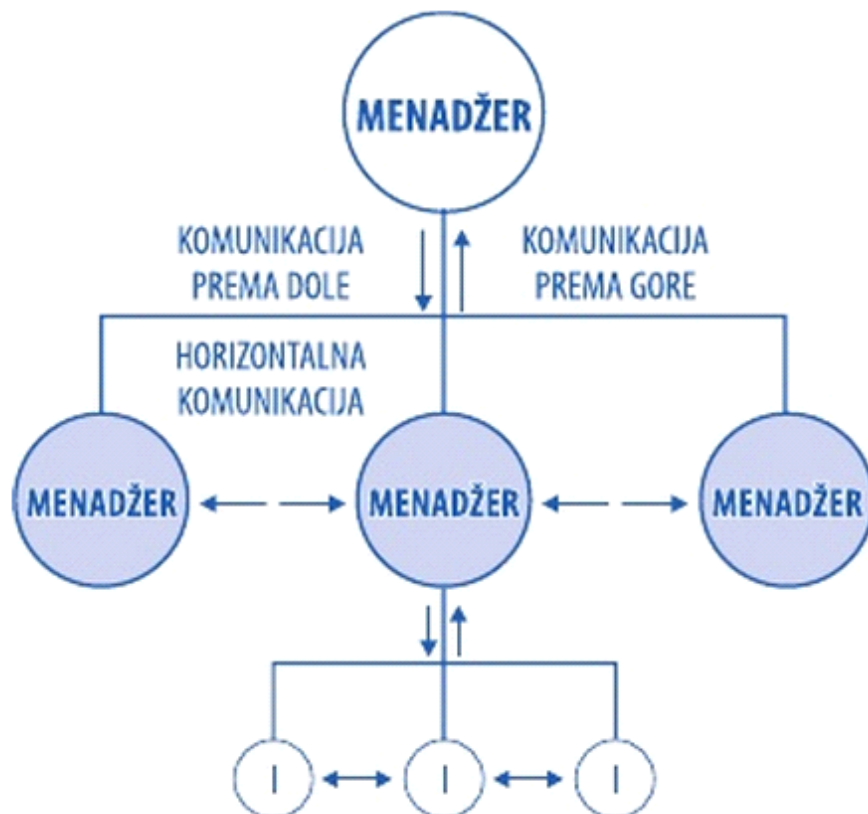 MENADŽER
KOMUNIKACIJA
PREMA DOLE
KOMUNIKACIJA
PREMA GORE
HORIZONTALNA
KOMUNIKACIJA
MENADŽER
MENADŽER
MENADŽER
I
I
I